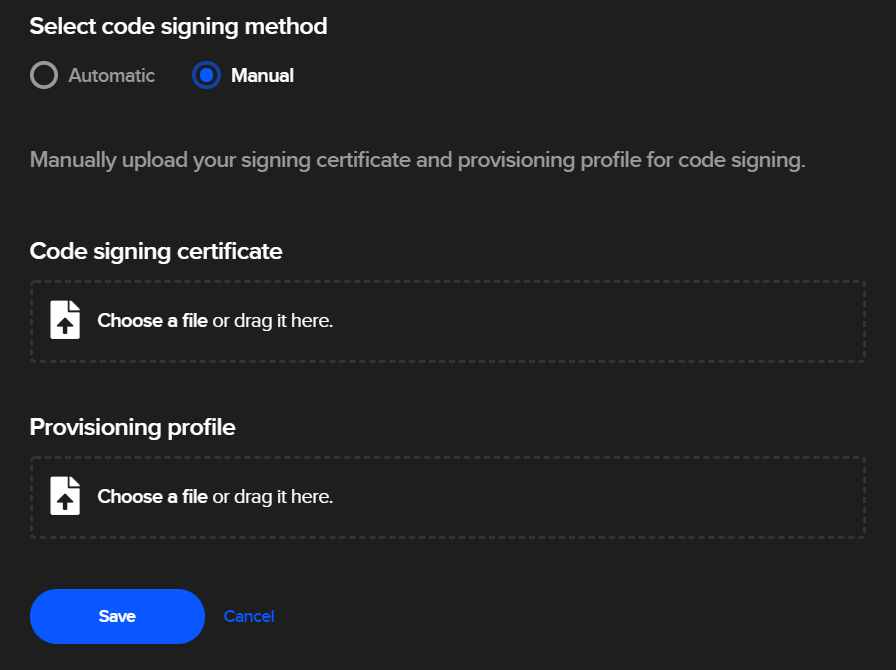 Select code signing method
Automatic Manual
Manually upload your signing certificate and provisioning profile for code signing.
Code signing certificate
Choose a file or drag it here.
Provisioning profile
Choose a file or drag it here.
Save Cancel